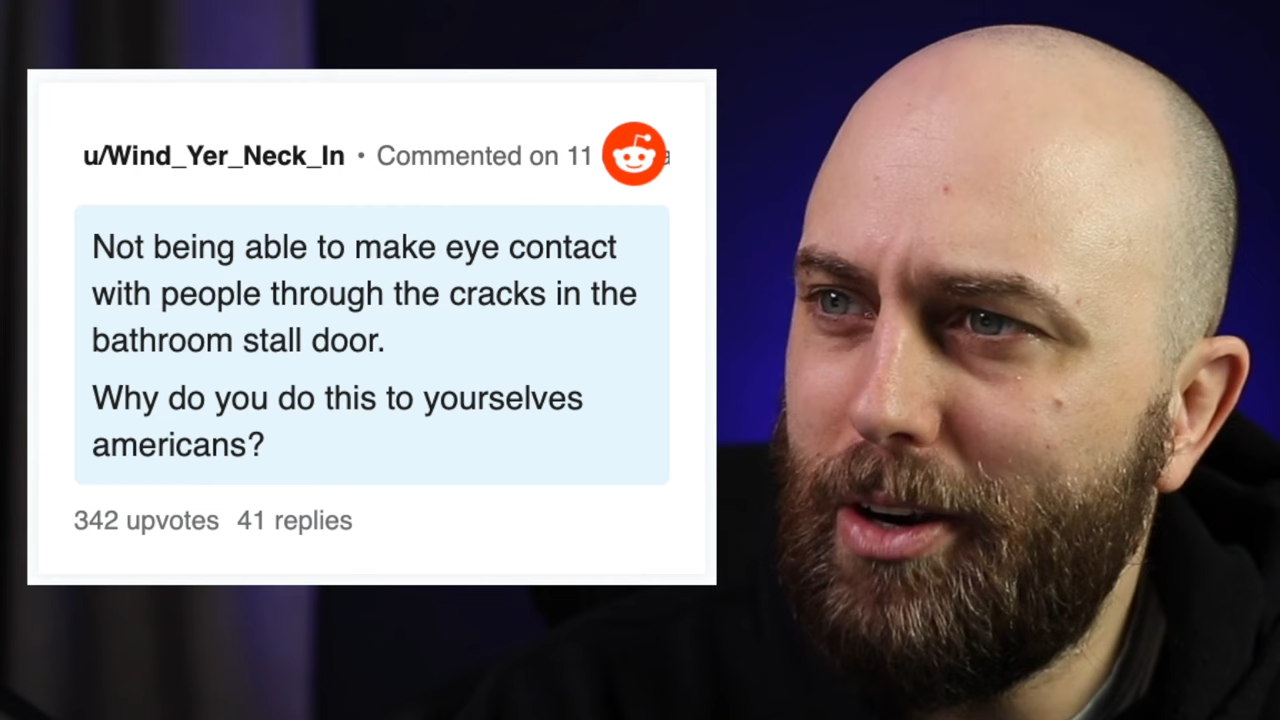 u/Wind_Yer_Neck_In • Commented on 11
Not being able to make eye contact
with people through the cracks in the
bathroom stall door.
Why do you do this to yourselves
americans?
342 upvotes 41 replies